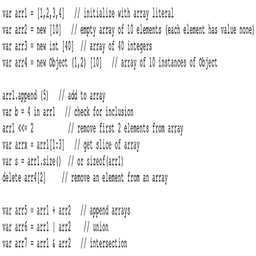 var arr1 = [1,2,3,4]   // initialize with array literal
var arr2 = new [10]   // empty array of 10 elements (each element has value none)
var arr3 = new int [40]  // array of 40 integers
var arr4 = new Object (1,2) [10]   // array of 10 instances of Object
arr1.append (5)   // add to array
var b = 4 in arr1   // check for inclusion
arr1 <<= 2          // remove first 2 elements from array
var arrx = arr1[1:3]   // get slice of array
var s = arr1.size()  // or sizeof(arr1)
delete arr4[2]     // remove an element from an array
var arr5 = arr1 + arr2  // append arrays
var arr6 = arr1 | arr2   // union
var arr7 = arr1 & arr2  // intersection